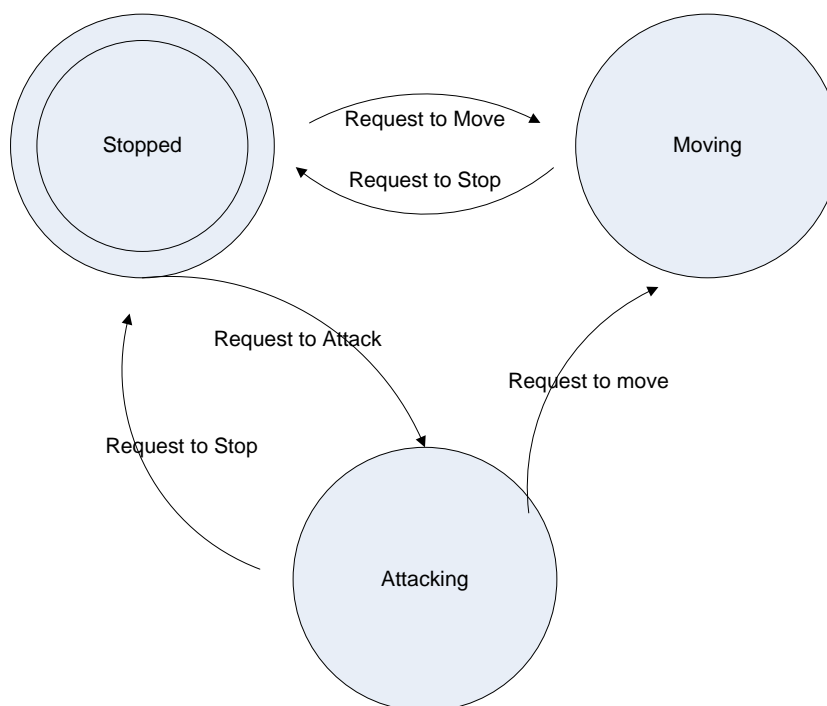 Stopped
Request to Move
Moving
Request to Stop
Request to Attack
Request to move
Request to Stop
Attacking